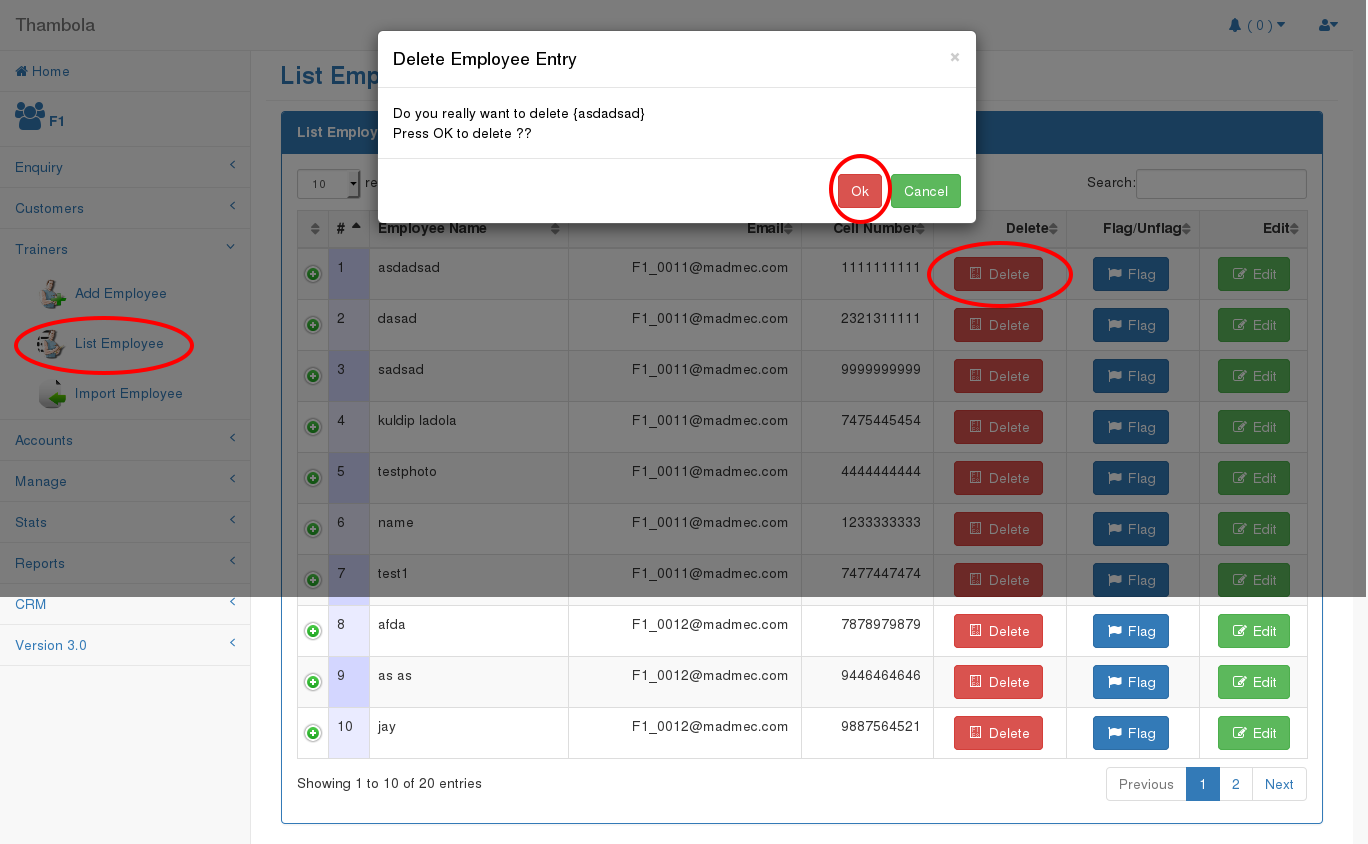 Thambola
( 0 )
Home
F1
Enquiry
Customers
Trainers
Add Employee
List Employee
Import Employee
Accounts
Manage
Stats
Reports
CRM
Version 3.0
List Emp
List Employ
Delete Employee Entry ×
Do you really want to delete {asdadsad}
Press OK to delete ??
Ok Cancel
10 re Search:
# Employee Name Email Cell Number Delete Flag/Unflag Edit
1 asdadsad F1_0011@madmec.com 1111111111 Delete Flag Edit
2 dasad F1_0011@madmec.com 2321311111 Delete Flag Edit
3 sadsad F1_0011@madmec.com 9999999999 Delete Flag Edit
4 kuldip ladola F1_0011@madmec.com 7475445454 Delete Flag Edit
5 testphoto F1_0011@madmec.com 4444444444 Delete Flag Edit
6 name F1_0011@madmec.com 1233333333 Delete Flag Edit
7 test1 F1_0011@madmec.com 7477447474 Delete Flag Edit
8 afda F1_0012@madmec.com 7878979879 Delete Flag Edit
9 as as F1_0012@madmec.com 9446464646 Delete Flag Edit
10 jay F1_0012@madmec.com 9887564521 Delete Flag Edit
Showing 1 to 10 of 20 entries Previous 1 2 Next